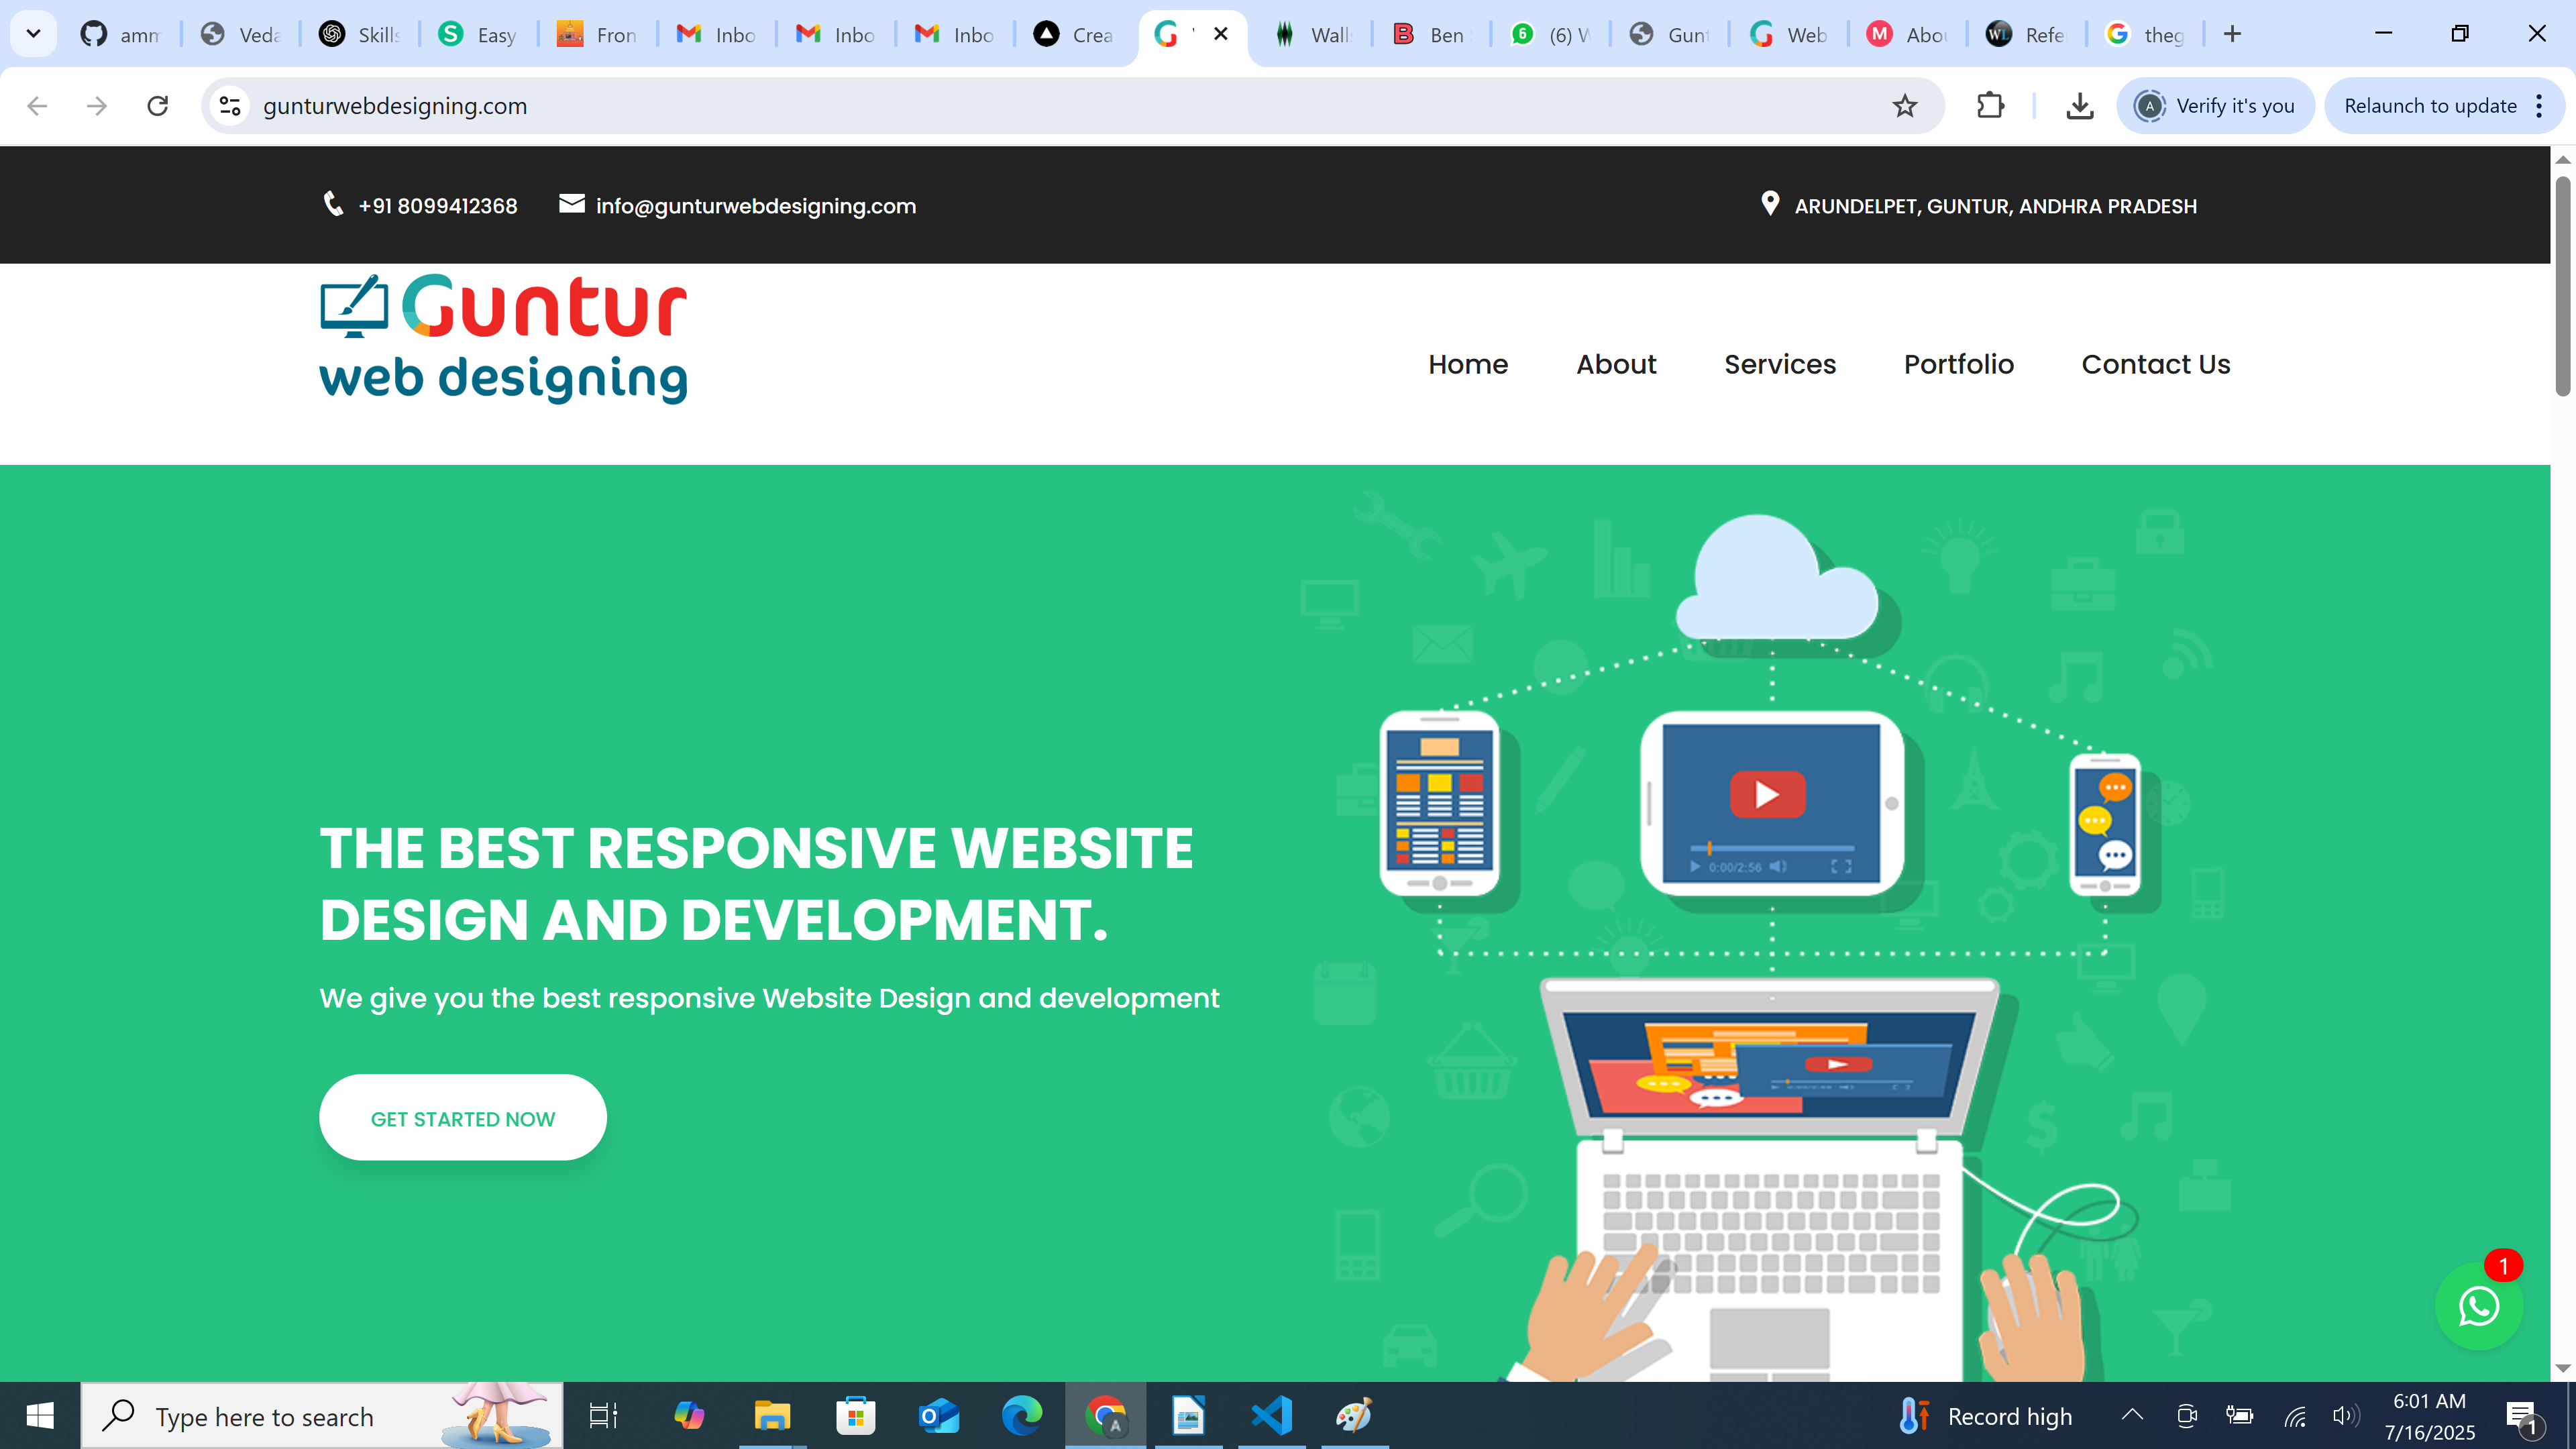 amm
Veda
Skills
Easy
Fron
Inbo
Inbo
Inbo
Crea
Walls
Ben
(6) W
Gunt
Web
Abou
Refe
theg
gunturwebdesigning.com
Verify it's you
Relaunch to update
+91 8099412368
info@gunturwebdesigning.com
ARUNDELPET, GUNTUR, ANDHRA PRADESH
Guntur
web designing
Home
About
Services
Portfolio
Contact Us
THE BEST RESPONSIVE WEBSITE
DESIGN AND DEVELOPMENT.
We give you the best responsive Website Design and development
GET STARTED NOW
0:00/2:56
1
Type here to search
Record high
6:01 AM
7/16/2025
1